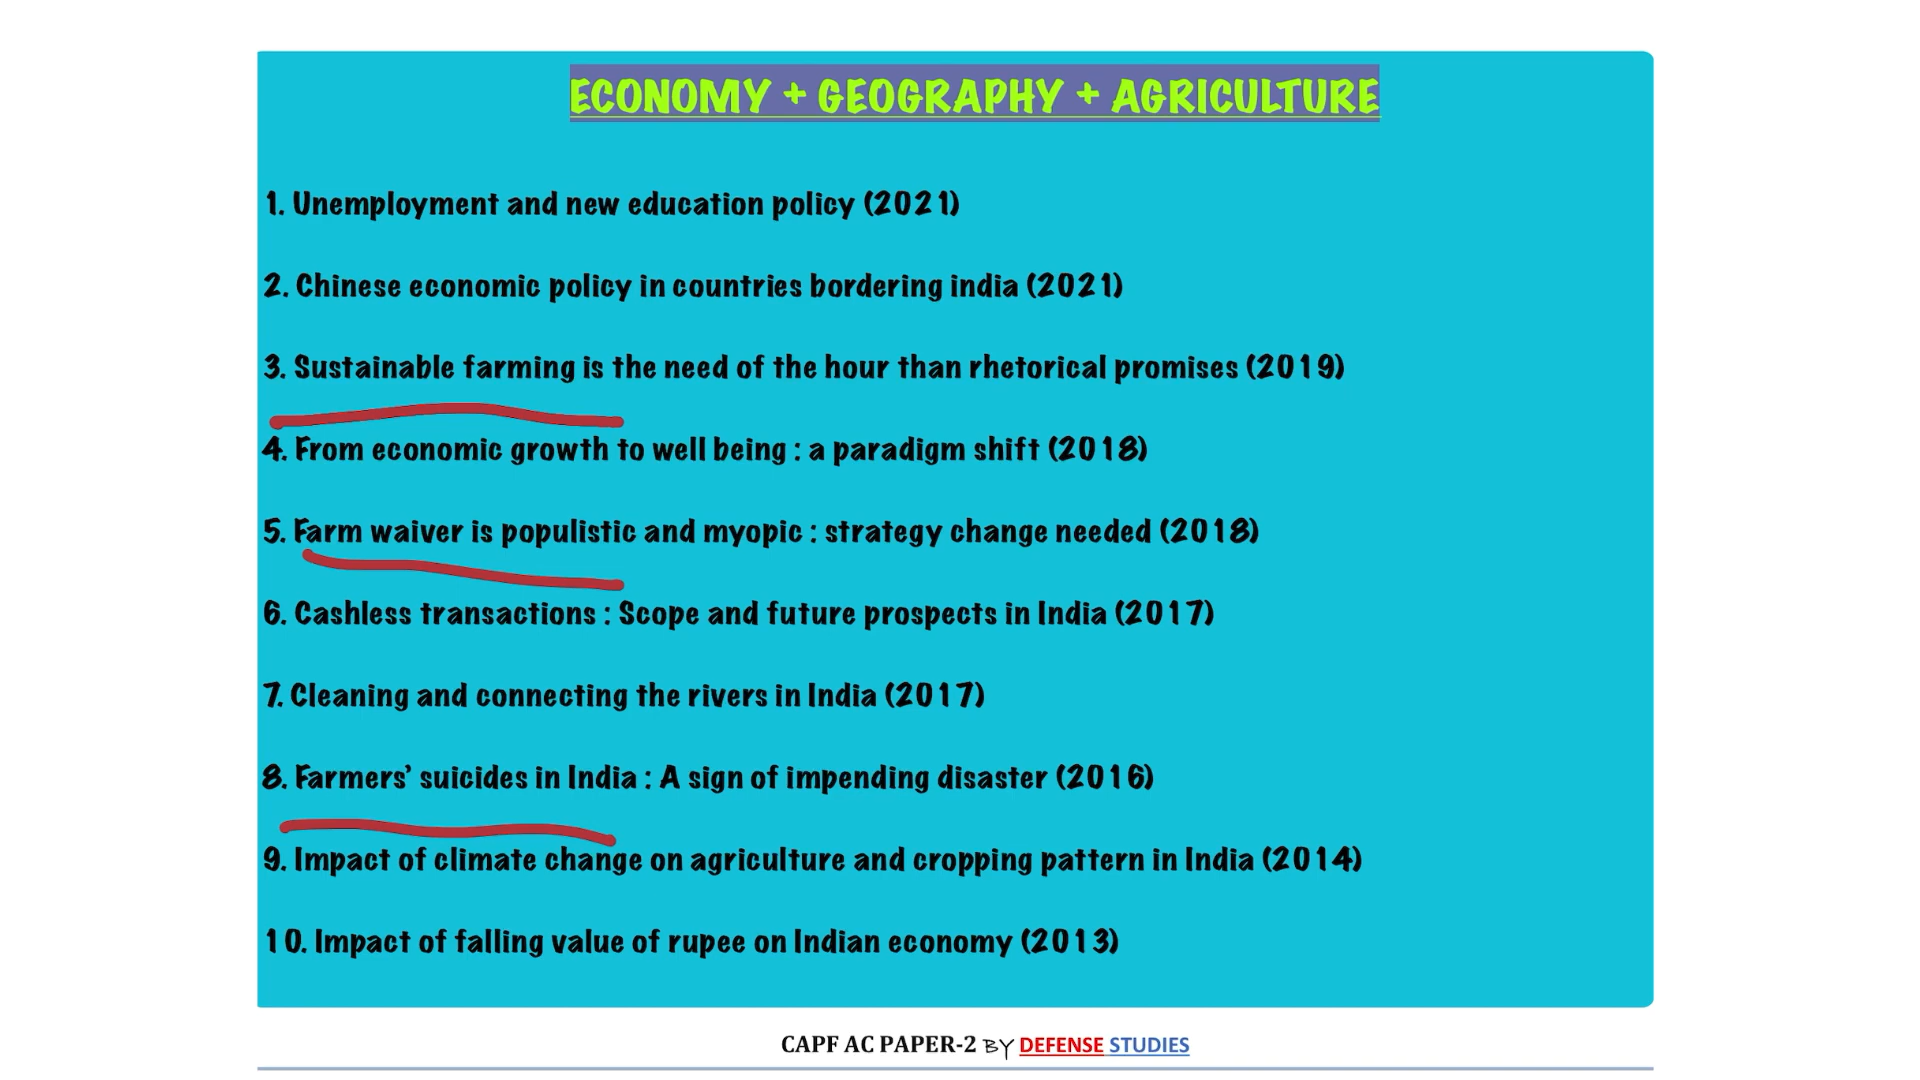 ECONOMY + GEOGRAPHY + AGRICULTURE
1. Unemployment and new education policy (2021)
2. Chinese economic policy in countries bordering india (2021)
3. Sustainable farming is the need of the hour than rhetorical promises (2019)
4. From economic growth to well being : a paradigm shift (2018)
5. Farm waiver is populistic and myopic : strategy change needed (2018)
6. Cashless transactions : Scope and future prospects in India (2017)
7. Cleaning and connecting the rivers in India (2017)
8. Farmers’ suicides in India : A sign of impending disaster (2016)
9. Impact of climate change on agriculture and cropping pattern in India (2014)
10. Impact of falling value of rupee on Indian economy (2013)
CAPF AC PAPER-2 BY DEFENSE STUDIES